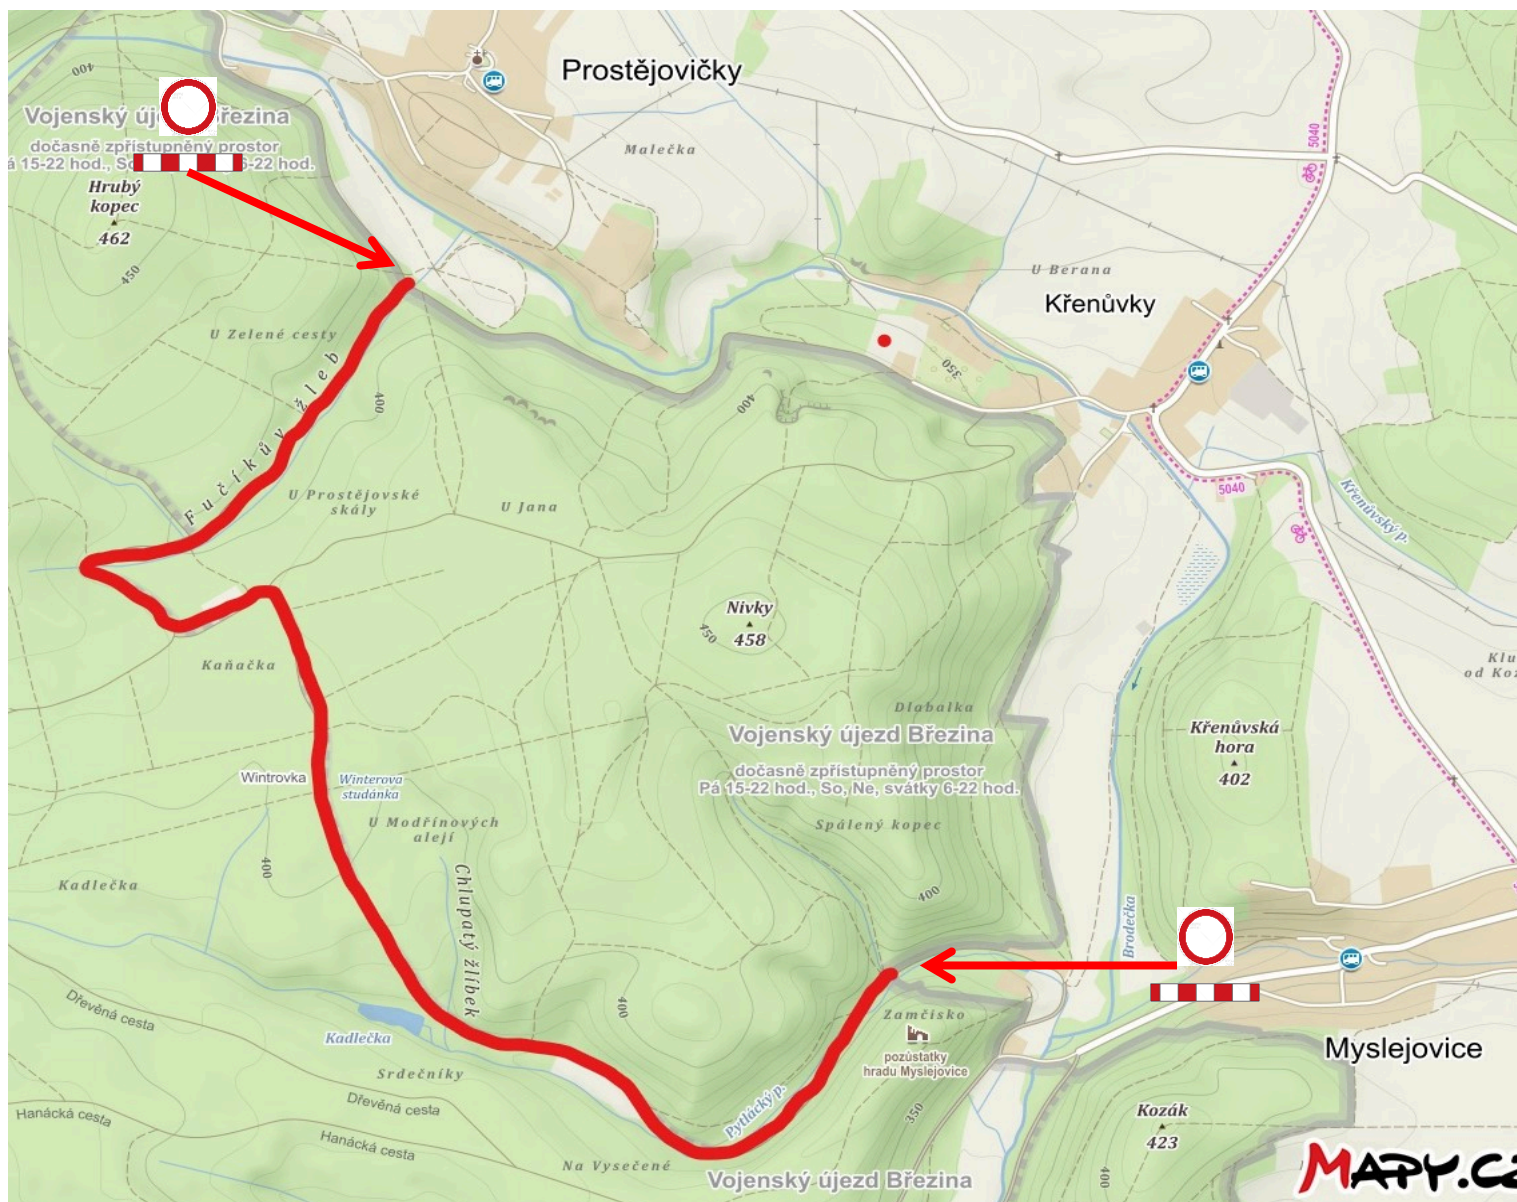 Prostějovičky
400
Vojenský új Březina
dočasně zpřístupněný prostor
á 15-22 hod., S 6-22 hod.
Malečka
5040
Hrubý
kopec
462
450
U Berana
Křenůvky
U Zelené cesty
Fučíkův žleb
400
350
400
U Prostějovské
skály
U Jana
5040
Křenůvský p.
Nivky
458
450
Kaňačka
Klu
od Koz
Dlabalka
Křenůvská
hora
402
Vojenský újezd Březina
dočasně zpřístupněný prostor
Pá 15-22 hod., So, Ne, svátky 6-22 hod.
Wintrovka
Winterova
studánka
U Modřínových
alejí
Spálený kopec
400
Kadlečka
Chlupatý žlíbek
400
Brodečka
Dřevěná cesta
400
Zamčisko
pozůstatky
hradu Myslejovice
Kadlečka
Myslejovice
Srdečníky
Dřevěná cesta
Hanácká cesta
Pytlácký p.
350
Kozák
423
Hanácká cesta
Na Vysečené
Vojenský újezd Březina
400
MAPY.CZ